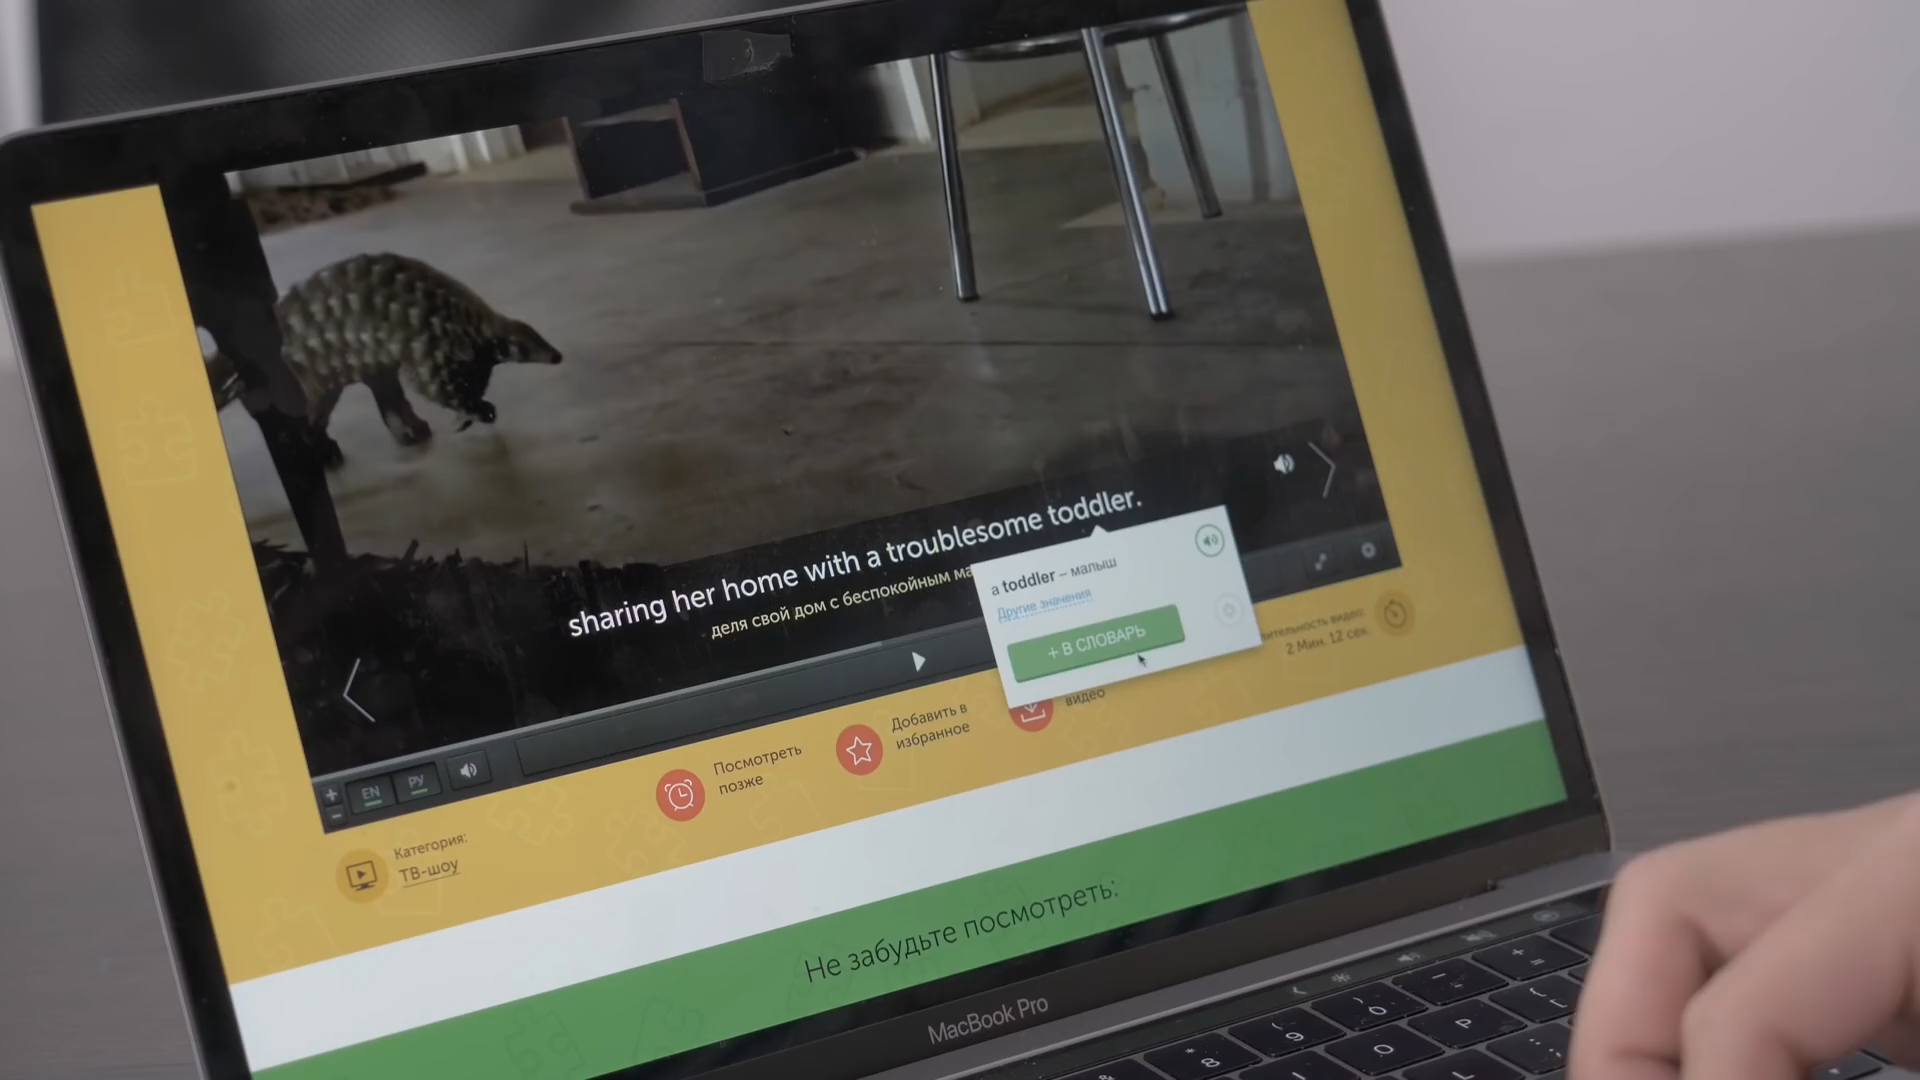 sharing her home with a troublesome toddler.
деля свой дом с беспокойным
a toddler – малыш
Другие значения
+ В СЛОВАРЬ
EN
РУ
2 Мин. 12 сек.
Посмотреть
позже
Добавить в
избранное
видео
Категория:
ТВ-шоу
Не забудьте посмотреть:
MacBook Pro